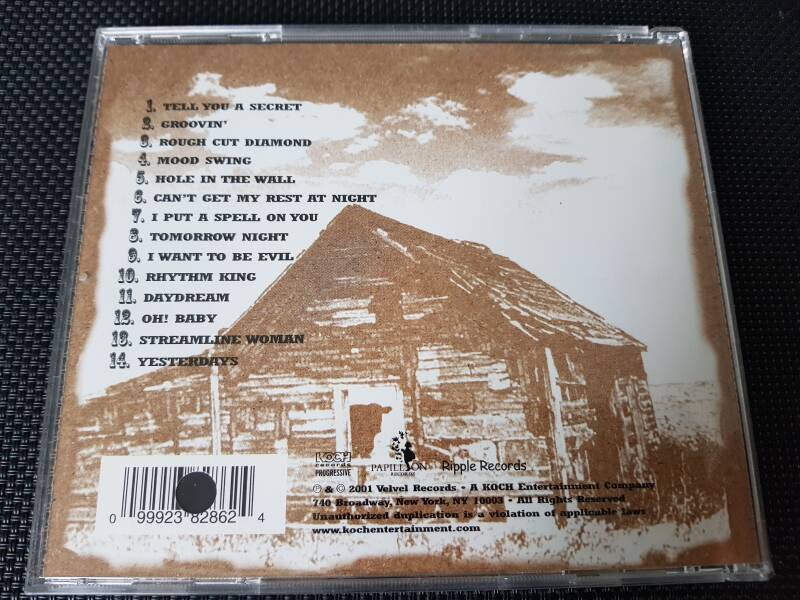 1. TELL YOU A SECRET
2. GROOVIN'
3. ROUGH CUT DIAMOND
4. MOOD SWING
5. HOLE IN THE WALL
6. CAN'T GET MY REST AT NIGHT
7. I PUT A SPELL ON YOU
8. TOMORROW NIGHT
9. I WANT TO BE EVIL
10. RHYTHM KING
11. DAYDREAM
12. OH! BABY
13. STREAMLINE WOMAN
14. YESTERDAYS
KOCH
records
PROGRESSIVE
PAPILLON
RECORDS
Ripple Records
℗ & © 2001 Velvel Records • A KOCH Entertainment Company
740 Broadway, New York, NY 10003 • All Rights Reserved
Unauthorized duplication is a violation of applicable laws
www.kochentertainment.com
0 99923 82862 4